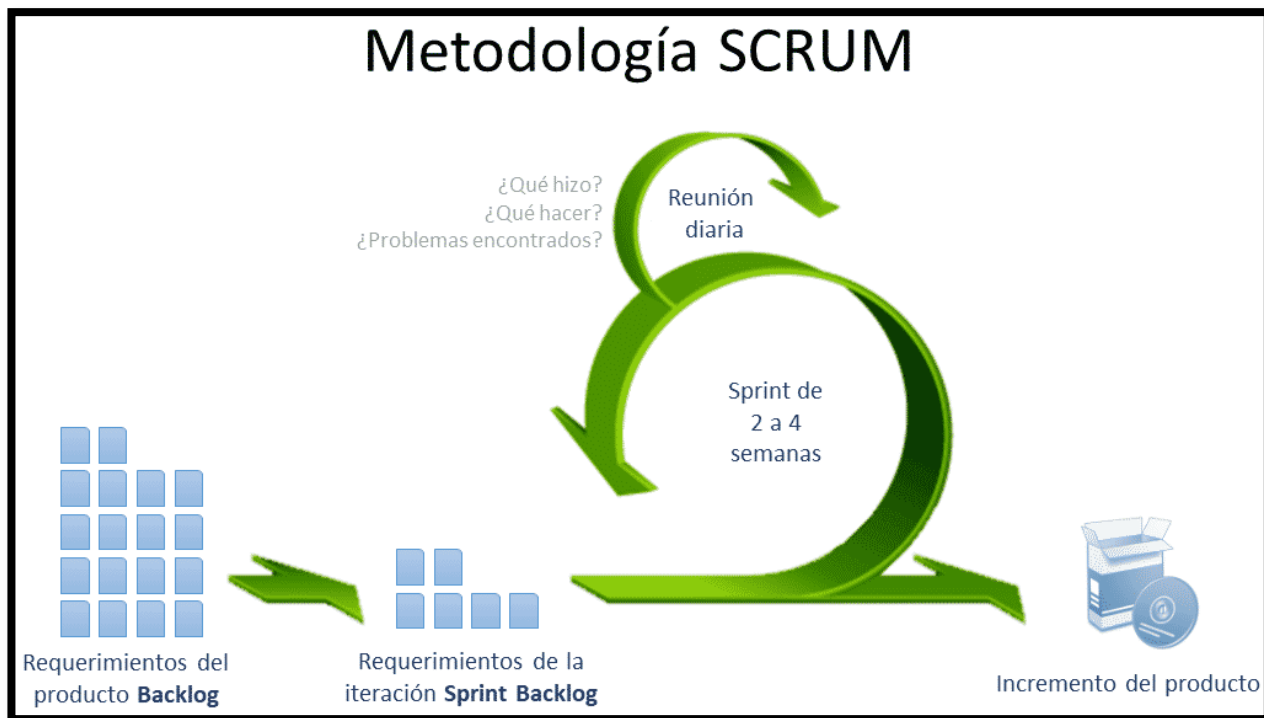 Metodología SCRUM
¿Qué hizo?
¿Qué hacer?
¿Problemas encontrados?
Reunión
diaria
Sprint de
2 a 4
semanas
Requerimientos del
producto Backlog
Requerimientos de la
iteración Sprint Backlog
Incremento del producto